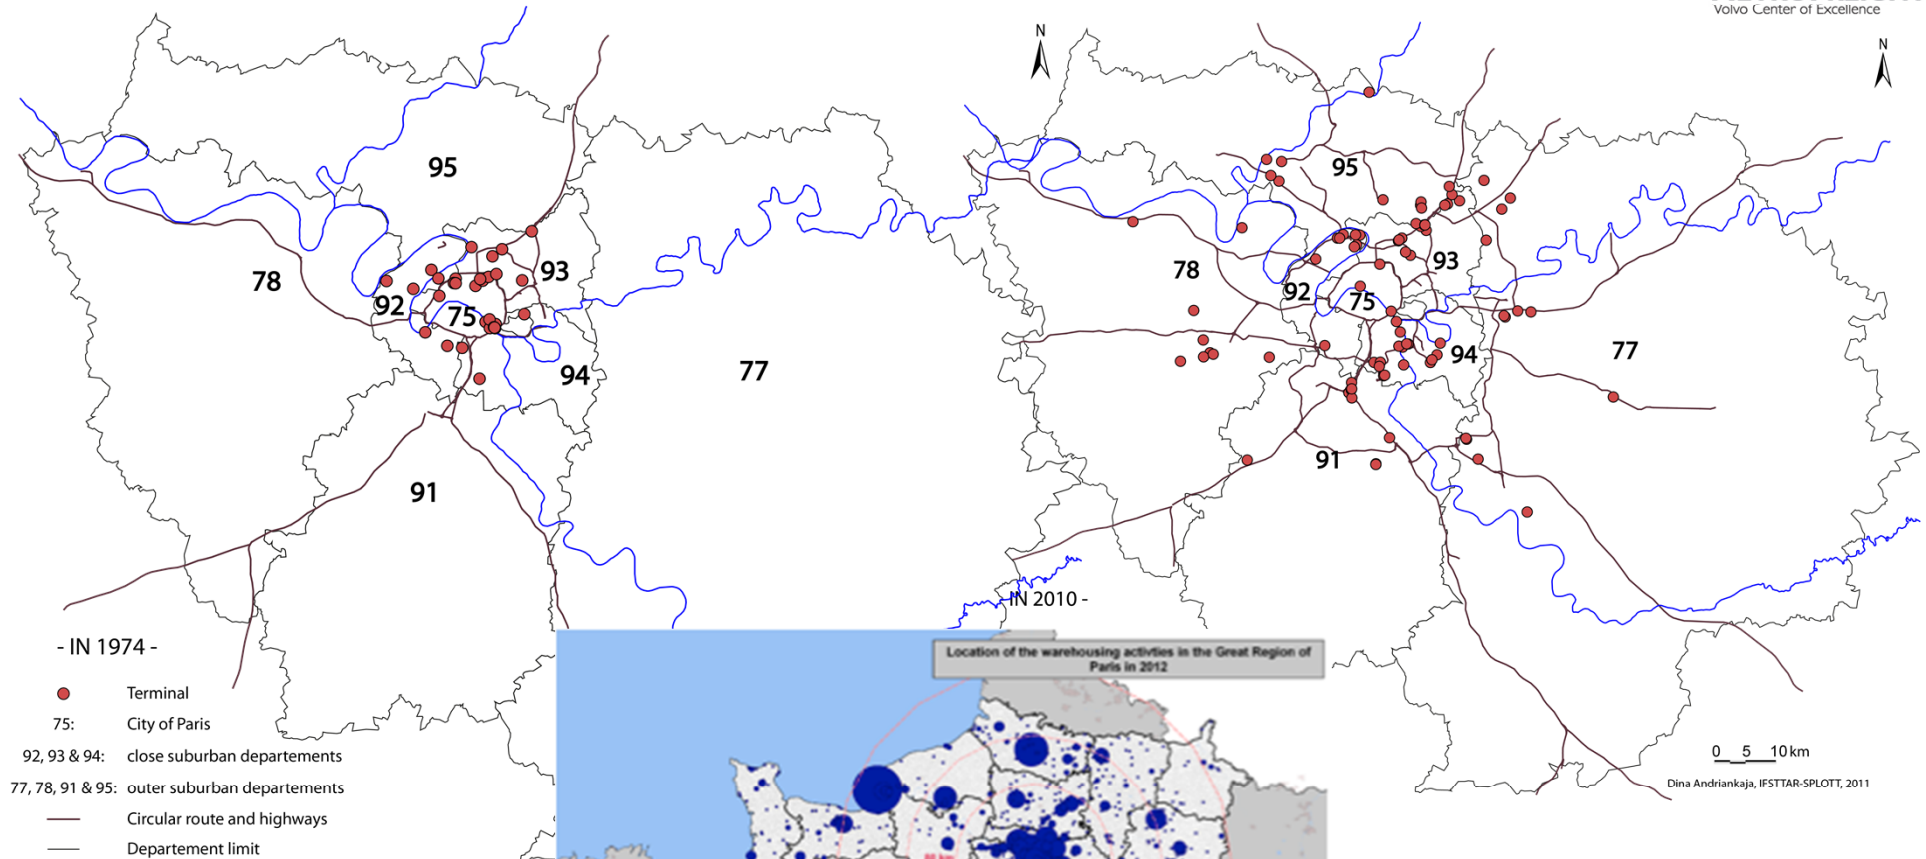 Volvo Center of Excellence
N
N
95
78
92
93
75
94
77
91
95
78
92
93
75
94
77
91
- IN 1974 -
Terminal
75: City of Paris
92, 93 & 94: close suburban departements
77, 78, 91 & 95: outer suburban departements
Circular route and highways
Departement limit
IN 2010 -
Location of the warehousing activties in the Great Region of
Paris in 2012
0 5 10 km
Dina Andriankaja, IFSTTAR-SPLOTT, 2011